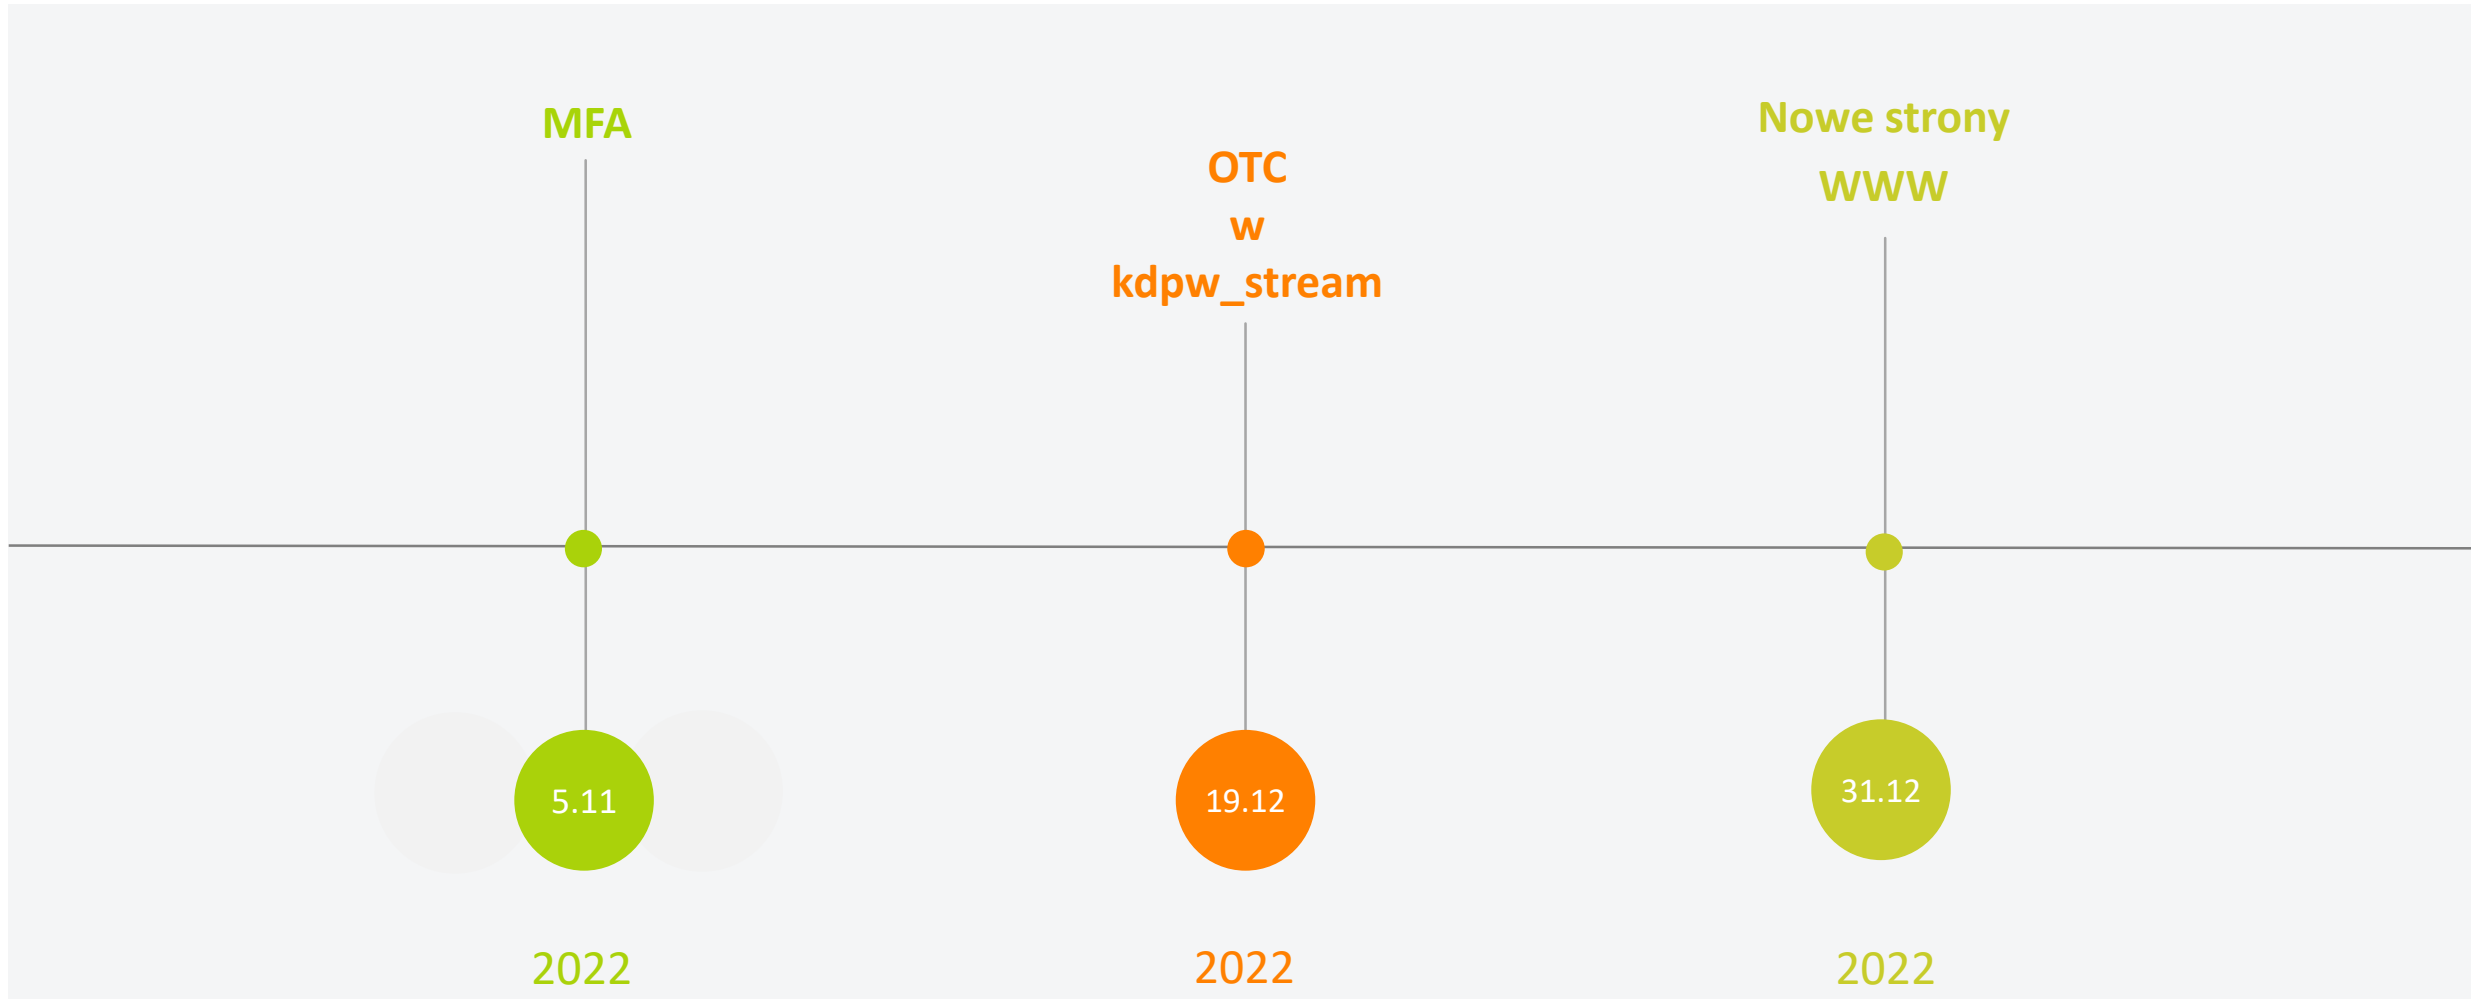 MFA
OTC
w
kdpw_stream
Nowe strony
WWW
5.11
19.12
31.12
2022
2022
2022